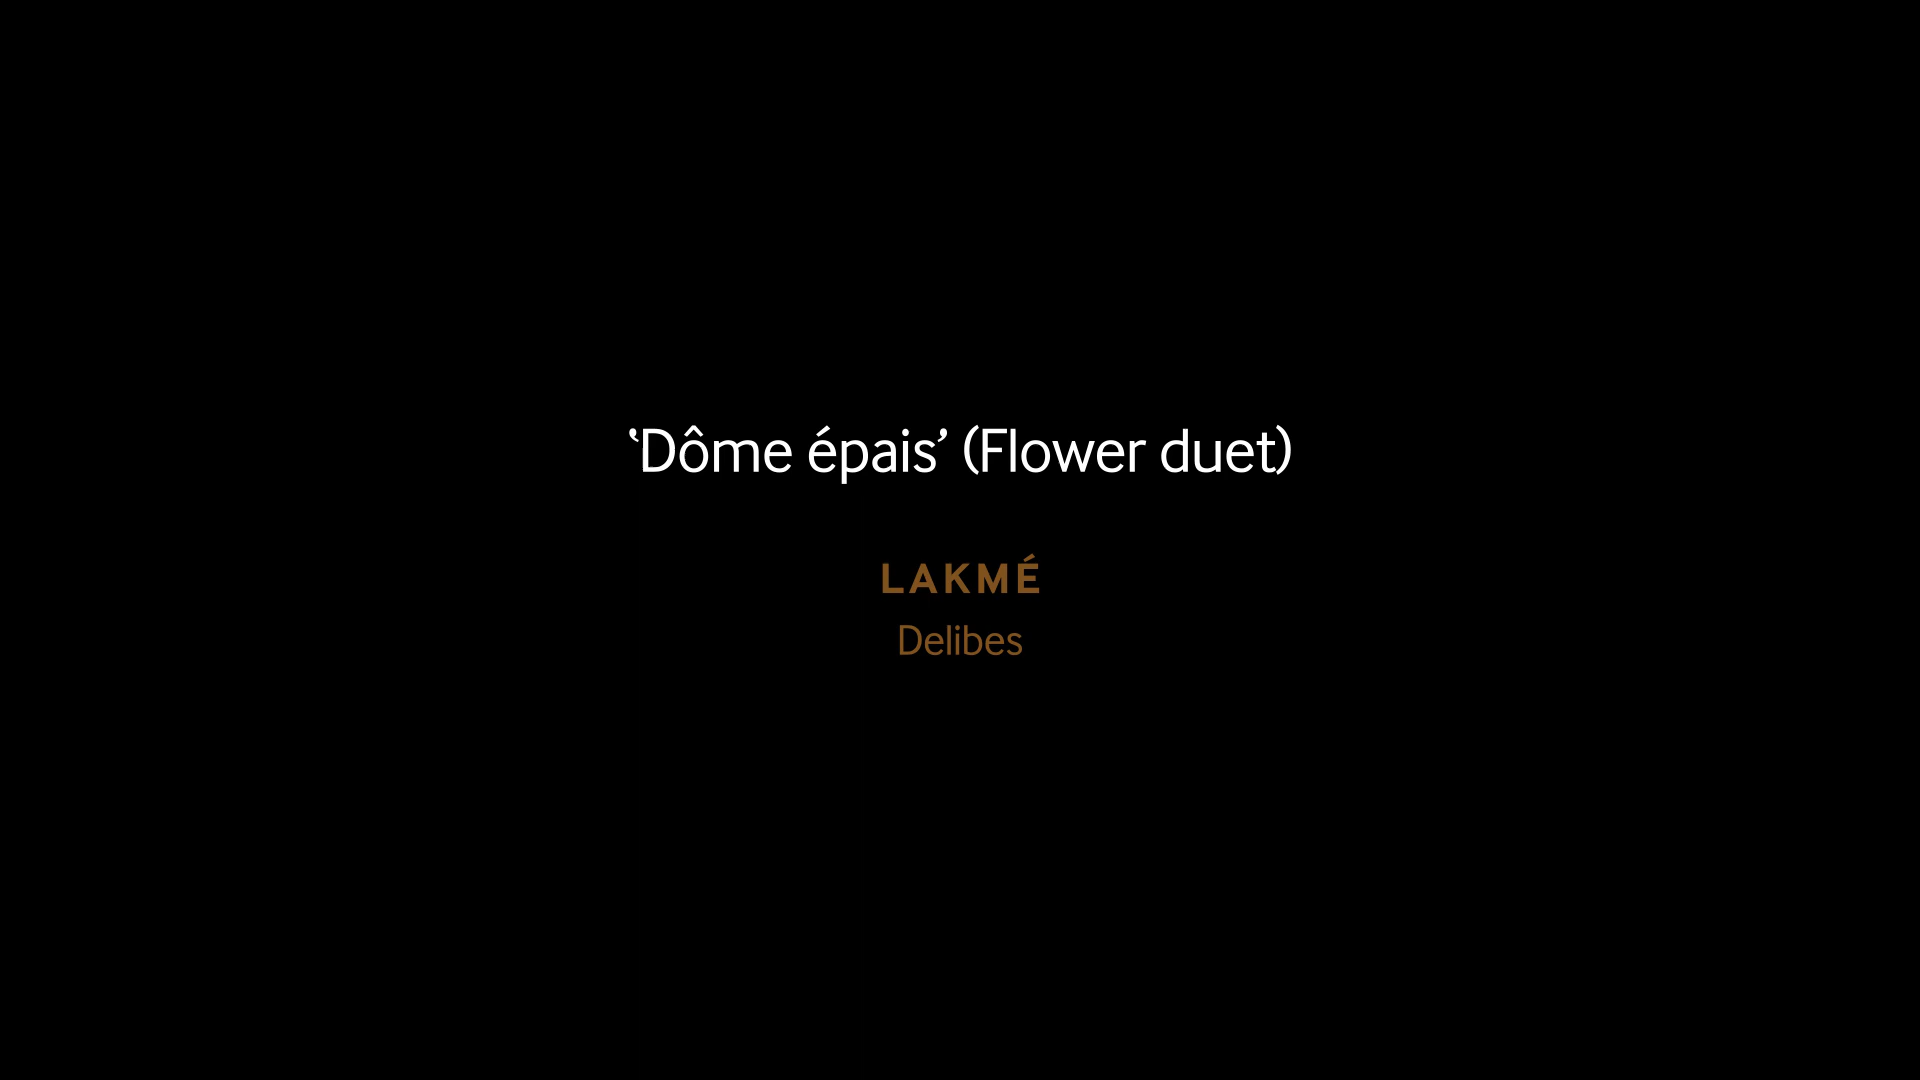 ‛Dôme épais’ (Flower duet)
LAKMÉ
Delibes